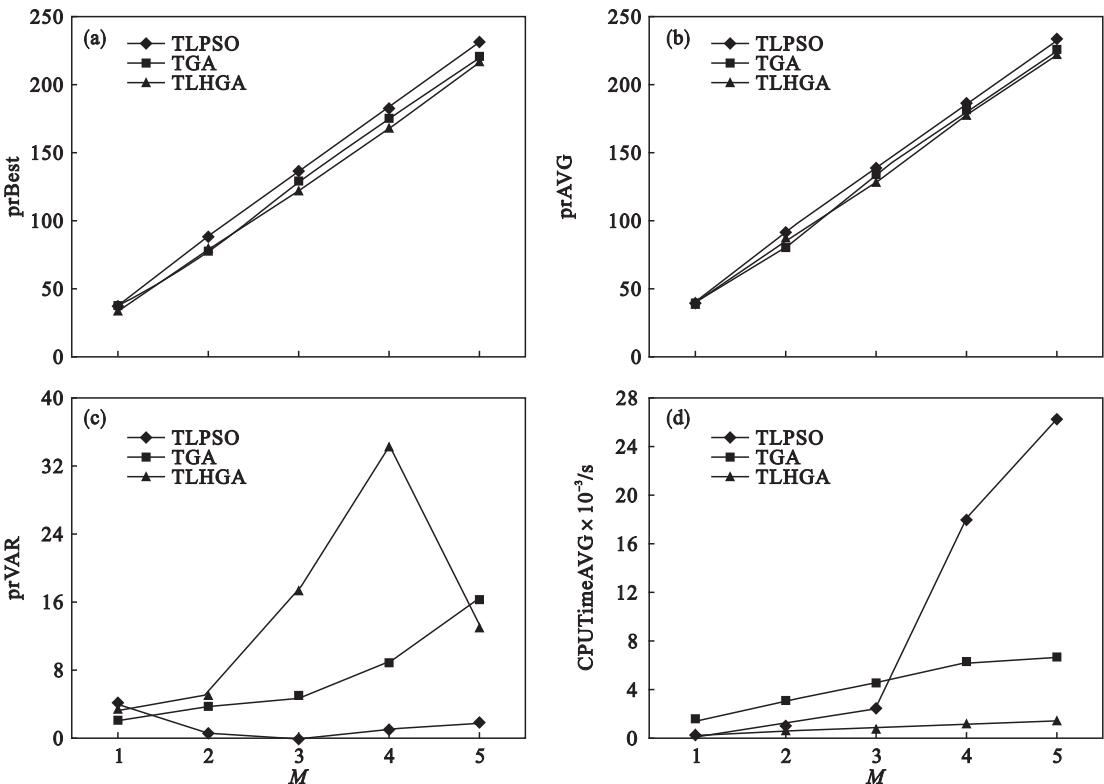 (a)
TLPSO
TGA
TLHGA
prBest
250
200
150
100
50
0
(b)
TLPSO
TGA
TLHGA
prAVG
250
200
150
100
50
0
(c)
TLPSO
TGA
TLHGA
prVAR
40
32
24
16
8
0
1 2 3 4 5
M
(d)
TLPSO
TGA
TLHGA
CPUTimeAVG×10⁻³/s
28
24
20
16
12
8
4
0
1 2 3 4 5
M